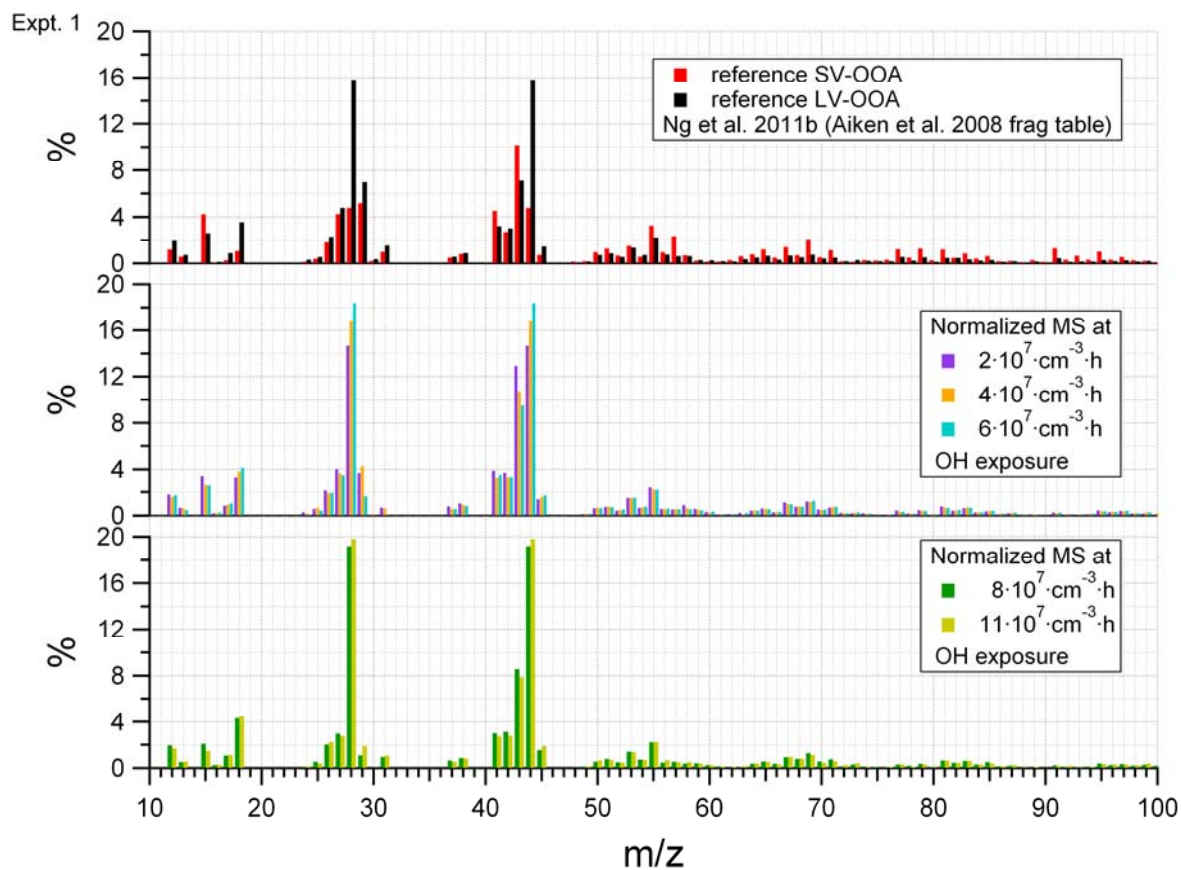 Expt. 1
20
16
12
8
4
0
%
reference SV-OOA
reference LV-OOA
Ng et al. 2011b (Aiken et al. 2008 frag table)
20
16
12
8
4
0
%
Normalized MS at
2·10⁷·cm⁻³·h
4·10⁷·cm⁻³·h
6·10⁷·cm⁻³·h
OH exposure
20
16
12
8
4
0
%
Normalized MS at
8·10⁷·cm⁻³·h
11·10⁷·cm⁻³·h
OH exposure
10 20 30 40 50 60 70 80 90 100
m/z